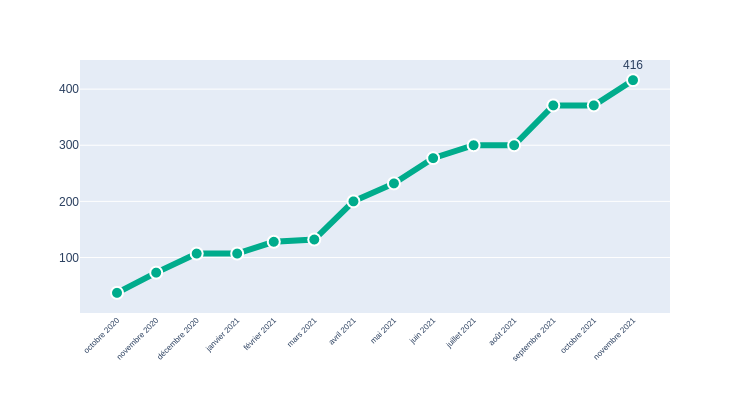 416
400
300
200
100
octobre 2020
novembre 2020
décembre 2020
janvier 2021
février 2021
mars 2021
avril 2021
mai 2021
juin 2021
juillet 2021
août 2021
septembre 2021
octobre 2021
novembre 2021